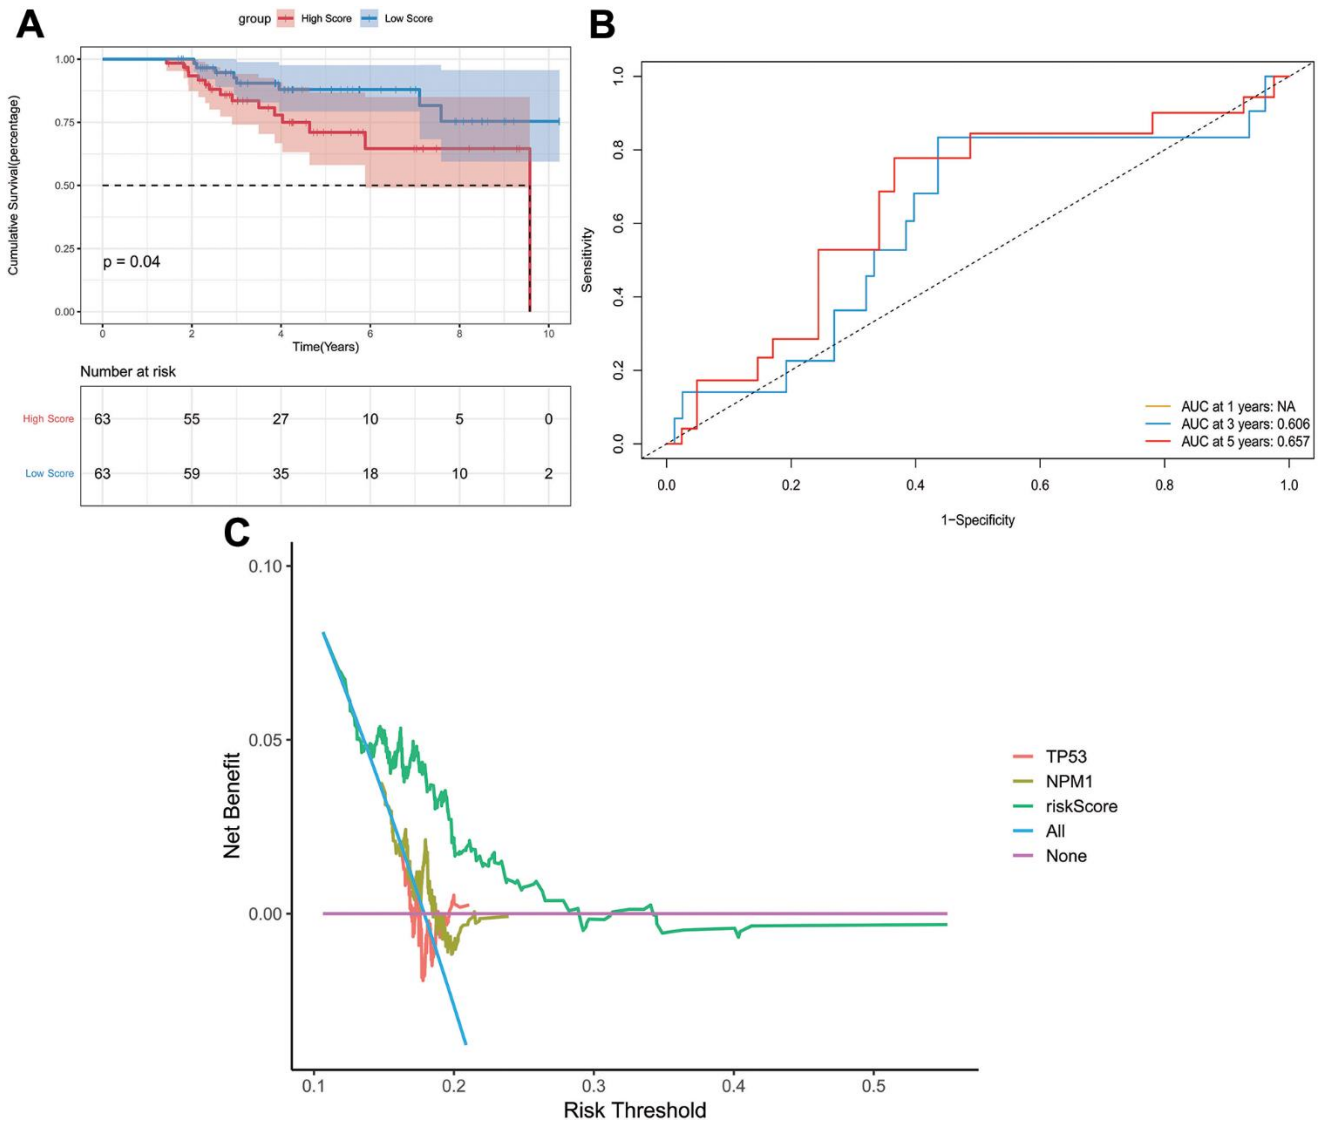 A
group High Score Low Score
Cumulative Survival(percentage)
1.00
0.75
0.50
0.25
0.00
p = 0.04
0 2 4 6 8 10
Time(Years)
Number at risk
High Score 63 55 27 10 5 0
Low Score 63 59 35 18 10 2
B
Sensitivity
1.0
0.8
0.6
0.4
0.2
0.0
AUC at 1 years: NA
AUC at 3 years: 0.606
AUC at 5 years: 0.657
0.0 0.2 0.4 0.6 0.8 1.0
1−Specificity
C
Net Benefit
0.10
0.05
0.00
TP53
NPM1
riskScore
All
None
0.1 0.2 0.3 0.4 0.5
Risk Threshold